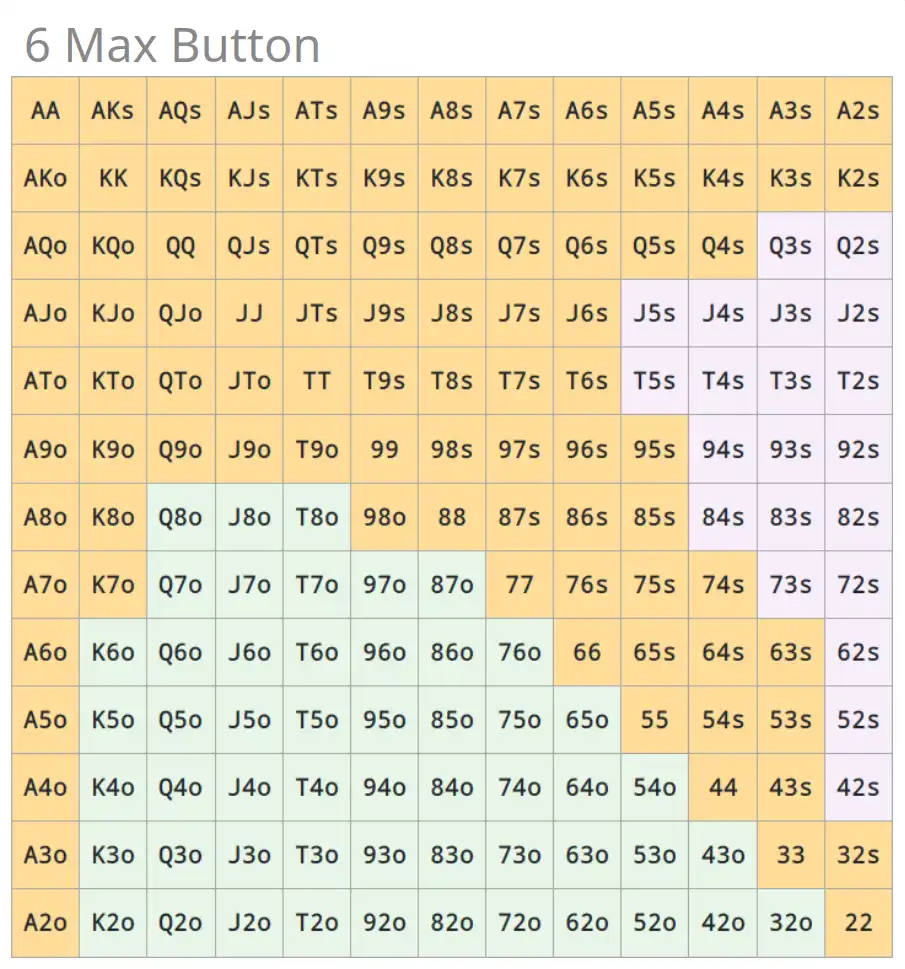 6 Max Button
AA AKs AQs AJs ATs A9s A8s A7s A6s A5s A4s A3s A2s
AKo KK KQs KJs KTs K9s K8s K7s K6s K5s K4s K3s K2s
AQo KQo QQ QJs QTs Q9s Q8s Q7s Q6s Q5s Q4s Q3s Q2s
AJo KJo QJo JJ JTs J9s J8s J7s J6s J5s J4s J3s J2s
ATo KTo QTo JTo TT T9s T8s T7s T6s T5s T4s T3s T2s
A9o K9o Q9o J9o T9o 99 98s 97s 96s 95s 94s 93s 92s
A8o K8o Q8o J8o T8o 98o 88 87s 86s 85s 84s 83s 82s
A7o K7o Q7o J7o T7o 97o 87o 77 76s 75s 74s 73s 72s
A6o K6o Q6o J6o T6o 96o 86o 76o 66 65s 64s 63s 62s
A5o K5o Q5o J5o T5o 95o 85o 75o 65o 55 54s 53s 52s
A4o K4o Q4o J4o T4o 94o 84o 74o 64o 54o 44 43s 42s
A3o K3o Q3o J3o T3o 93o 83o 73o 63o 53o 43o 33 32s
A2o K2o Q2o J2o T2o 92o 82o 72o 62o 52o 42o 32o 22